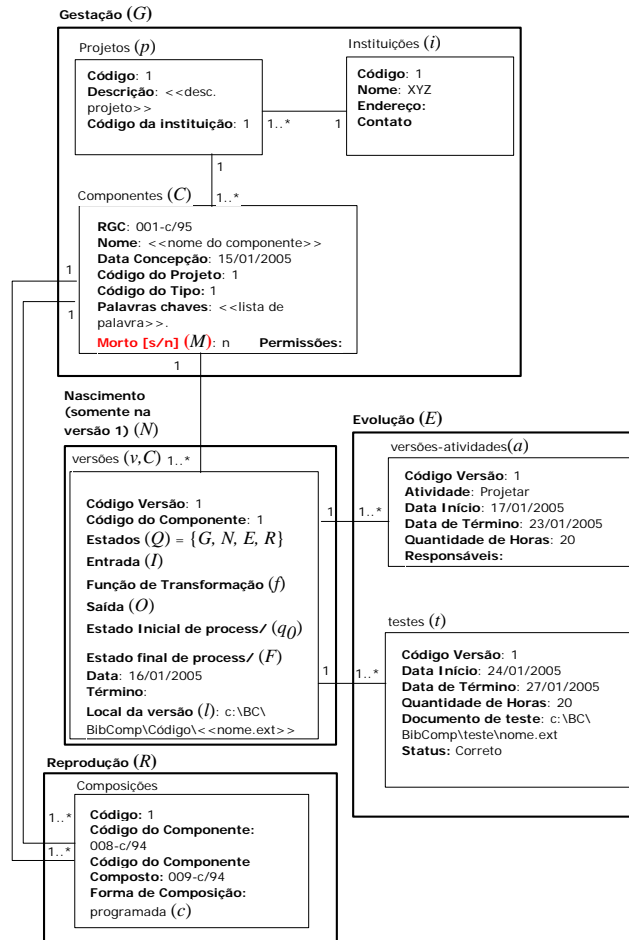 Gestação (G)
Projetos (p)
Código: 1
Descrição: <<desc.
projeto>>
Código da instituição: 1
Instituições (i)
Código: 1
Nome: XYZ
Endereço:
Contato
1..*
1
1
1..*
Componentes (C)
RGC: 001-c/95
Nome: <<nome do componente>>
Data Concepção: 15/01/2005
Código do Projeto: 1
Código do Tipo: 1
Palavras chaves: <<lista de
palavra>>.
Morto [s/n] (M): n Permissões:
1
1
1
Nascimento
(somente na
versão 1) (N)
versões (v,C) 1..*
Código Versão: 1
Código do Componente: 1
Estados (Q) = {G, N, E, R}
Entrada (I)
Função de Transformação (f)
Saída (O)
Estado Inicial de process/ (q0)
Estado final de process/ (F)
Data: 16/01/2005
Término:
Local da versão (l): c:\BC\
BibComp\Código\<<nome.ext>>
1
1..*
1
1..*
Evolução (E)
versões-atividades(a)
Código Versão: 1
Atividade: Projetar
Data Início: 17/01/2005
Data de Término: 23/01/2005
Quantidade de Horas: 20
Responsáveis:
testes (t)
Código Versão: 1
Data Início: 24/01/2005
Data de Término: 27/01/2005
Quantidade de Horas: 20
Documento de teste: c:\BC\
BibComp\teste\nome.ext
Status: Correto
Reprodução (R)
Composições
1..*
1..*
Código: 1
Código do Componente:
008-c/94
Código do Componente
Composto: 009-c/94
Forma de Composição:
programada (c)